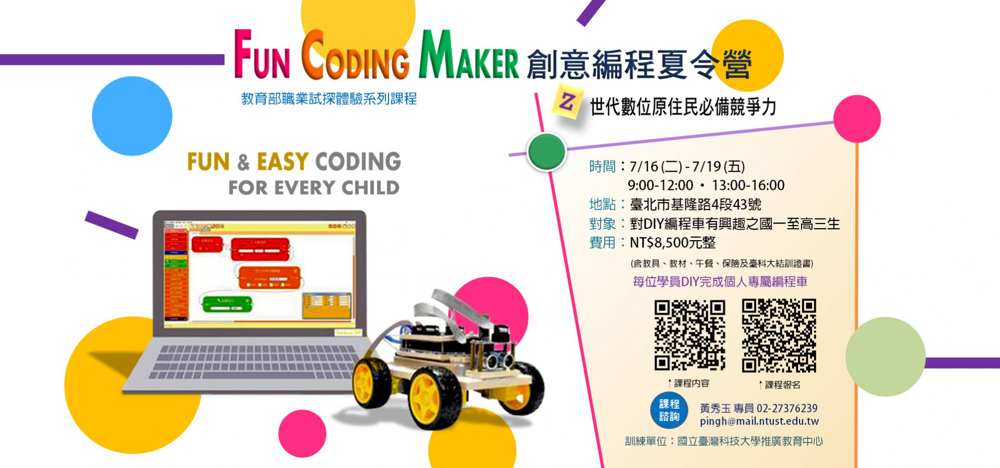 FUN CODING MAKER 創意編程夏令營
教育部職業試探體驗系列課程
Z 世代數位原住民必備競爭力
FUN & EASY CODING
FOR EVERY CHILD
時間：7/16 (二) - 7/19 (五)
9:00-12:00 • 13:00-16:00
地點：臺北市基隆路4段43號
對象：對DIY編程車有興趣之國一至高三生
費用：NT$8,500元整
(含教具、教材、午餐、保險及臺科大結訓證書)
每位學員DIY完成個人專屬編程車
↑課程內容
↑課程報名
課程
諮詢
黃秀玉 專員 02-27376239
pingh@mail.ntust.edu.tw
訓練單位：國立臺灣科技大學推廣教育中心